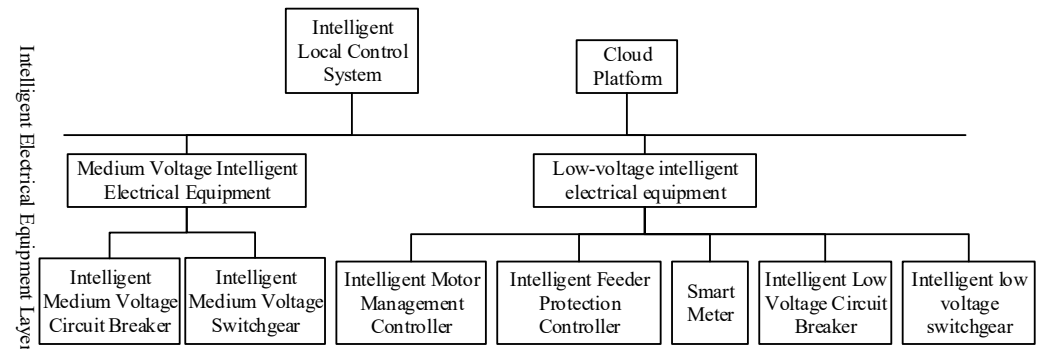 Intelligent
Local Control
System
Cloud
Platform
Intelligent Electrical Equipment Layer
Medium Voltage Intelligent
Electrical Equipment
Low-voltage intelligent
electrical equipment
Intelligent
Medium Voltage
Circuit Breaker
Intelligent
Medium Voltage
Switchgear
Intelligent Motor
Management
Controller
Intelligent Feeder
Protection
Controller
Smart
Meter
Intelligent Low
Voltage Circuit
Breaker
Intelligent low
voltage
switchgear